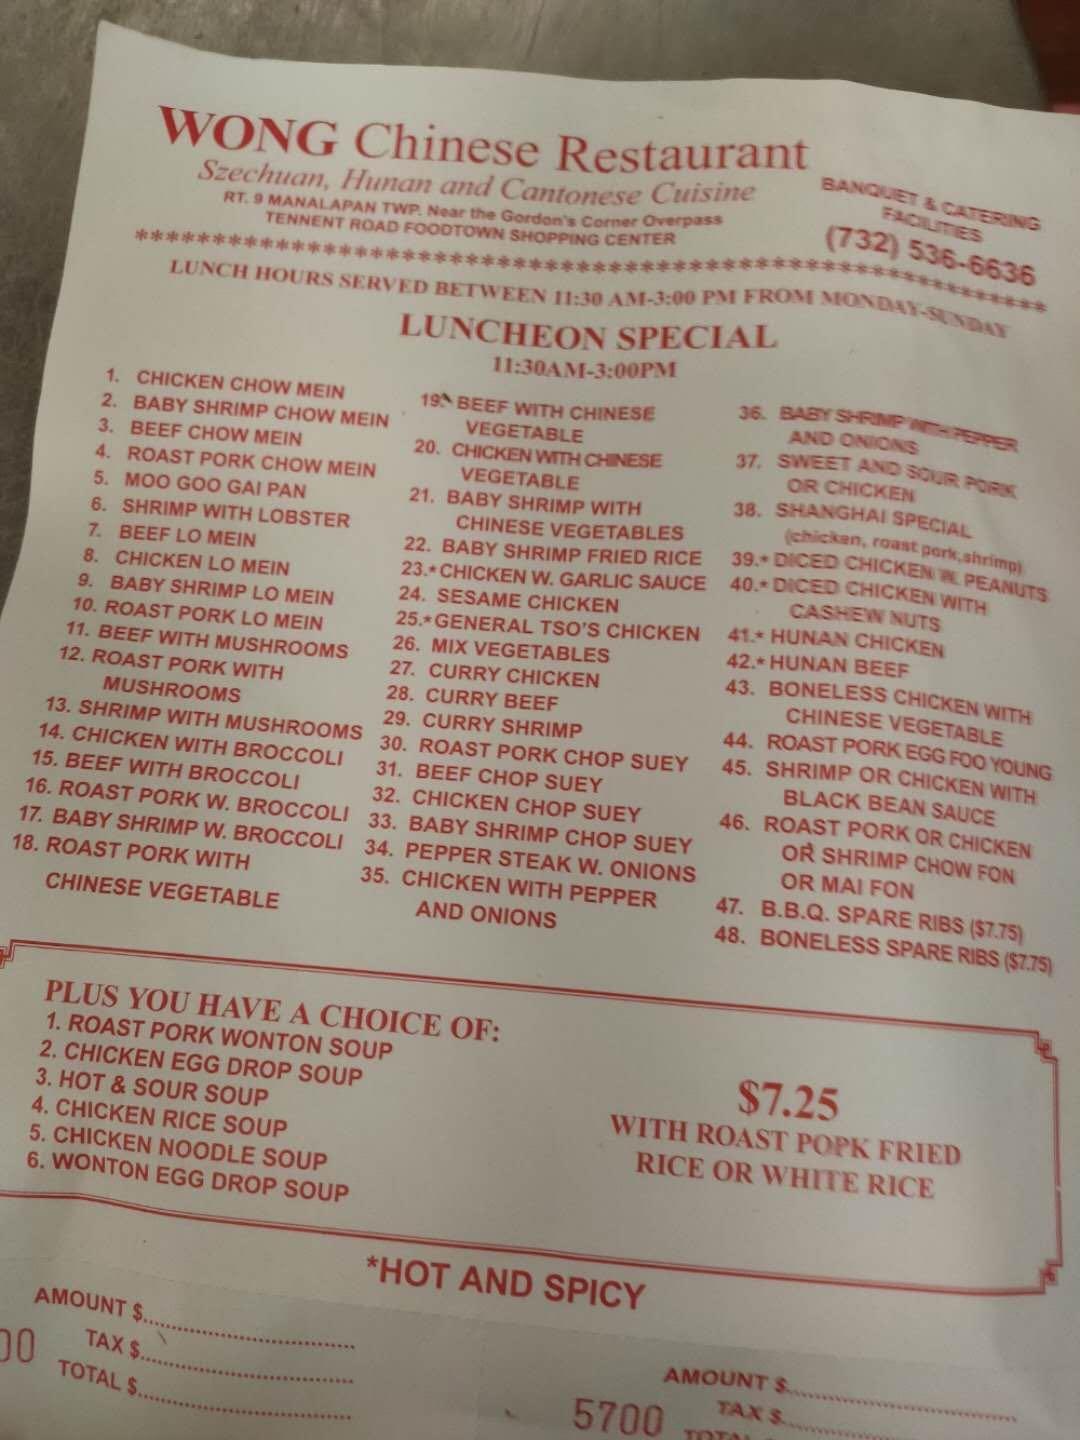 WONG Chinese Restaurant
Szechuan, Hunan and Cantonese Cuisine
RT. 9 MANALAPAN TWP. Near the Gordon's Corner Overpass
TENNENT ROAD FOODTOWN SHOPPING CENTER
BANQUET & CATERING
FACILITIES
(732) 536-6636
LUNCH HOURS SERVED BETWEEN 11:30 AM-3:00 PM FROM MONDAY-SUNDAY
LUNCHEON SPECIAL
11:30AM-3:00PM
1. CHICKEN CHOW MEIN
2. BABY SHRIMP CHOW MEIN
3. BEEF CHOW MEIN
4. ROAST PORK CHOW MEIN
5. MOO GOO GAI PAN
6. SHRIMP WITH LOBSTER
7. BEEF LO MEIN
8. CHICKEN LO MEIN
9. BABY SHRIMP LO MEIN
10. ROAST PORK LO MEIN
11. BEEF WITH MUSHROOMS
12. ROAST PORK WITH
MUSHROOMS
13. SHRIMP WITH MUSHROOMS
14. CHICKEN WITH BROCCOLI
15. BEEF WITH BROCCOLI
16. ROAST PORK W. BROCCOLI
17. BABY SHRIMP W. BROCCOLI
18. ROAST PORK WITH
CHINESE VEGETABLE
19. BEEF WITH CHINESE
VEGETABLE
20. CHICKEN WITH CHINESE
VEGETABLE
21. BABY SHRIMP WITH
CHINESE VEGETABLES
22. BABY SHRIMP FRIED RICE
23.* CHICKEN W. GARLIC SAUCE
24. SESAME CHICKEN
25.* GENERAL TSO'S CHICKEN
26. MIX VEGETABLES
27. CURRY CHICKEN
28. CURRY BEEF
29. CURRY SHRIMP
30. ROAST PORK CHOP SUEY
31. BEEF CHOP SUEY
32. CHICKEN CHOP SUEY
33. BABY SHRIMP CHOP SUEY
34. PEPPER STEAK W. ONIONS
35. CHICKEN WITH PEPPER
AND ONIONS
36. BABY SHRIMP WITH PEPPER
AND ONIONS
37. SWEET AND SOUR PORK
OR CHICKEN
38. SHANGHAI SPECIAL
(chicken, roast pork,shrimp)
39.* DICED CHICKEN W. PEANUTS
40.* DICED CHICKEN WITH
CASHEW NUTS
41.* HUNAN CHICKEN
42.* HUNAN BEEF
43. BONELESS CHICKEN WITH
CHINESE VEGETABLE
44. ROAST PORK EGG FOO YOUNG
45. SHRIMP OR CHICKEN WITH
BLACK BEAN SAUCE
46. ROAST PORK OR CHICKEN
OR SHRIMP CHOW FON
OR MAI FON
47. B.B.Q. SPARE RIBS ($7.75)
48. BONELESS SPARE RIBS ($7.75)
PLUS YOU HAVE A CHOICE OF:
1. ROAST PORK WONTON SOUP
2. CHICKEN EGG DROP SOUP
3. HOT & SOUR SOUP
4. CHICKEN RICE SOUP
5. CHICKEN NOODLE SOUP
6. WONTON EGG DROP SOUP
$7.25
WITH ROAST POPK FRIED
RICE OR WHITE RICE
*HOT AND SPICY
AMOUNT $
00 TAX $
TOTAL $
AMOUNT $
5700 TAX $
TOTAL